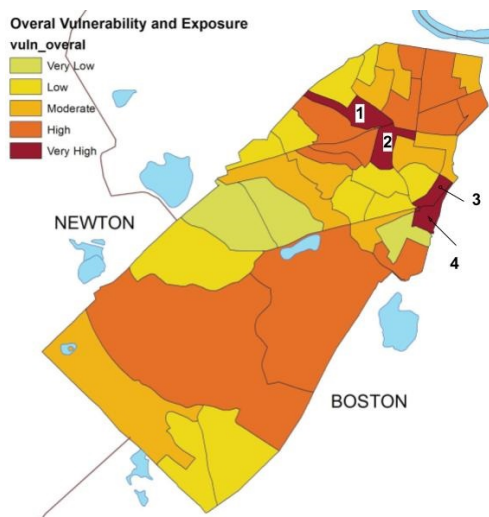 Overal Vulnerability and Exposure
vuln_overal
Very Low
Low
Moderate
High
Very High
1
2
3
4
NEWTON
BOSTON